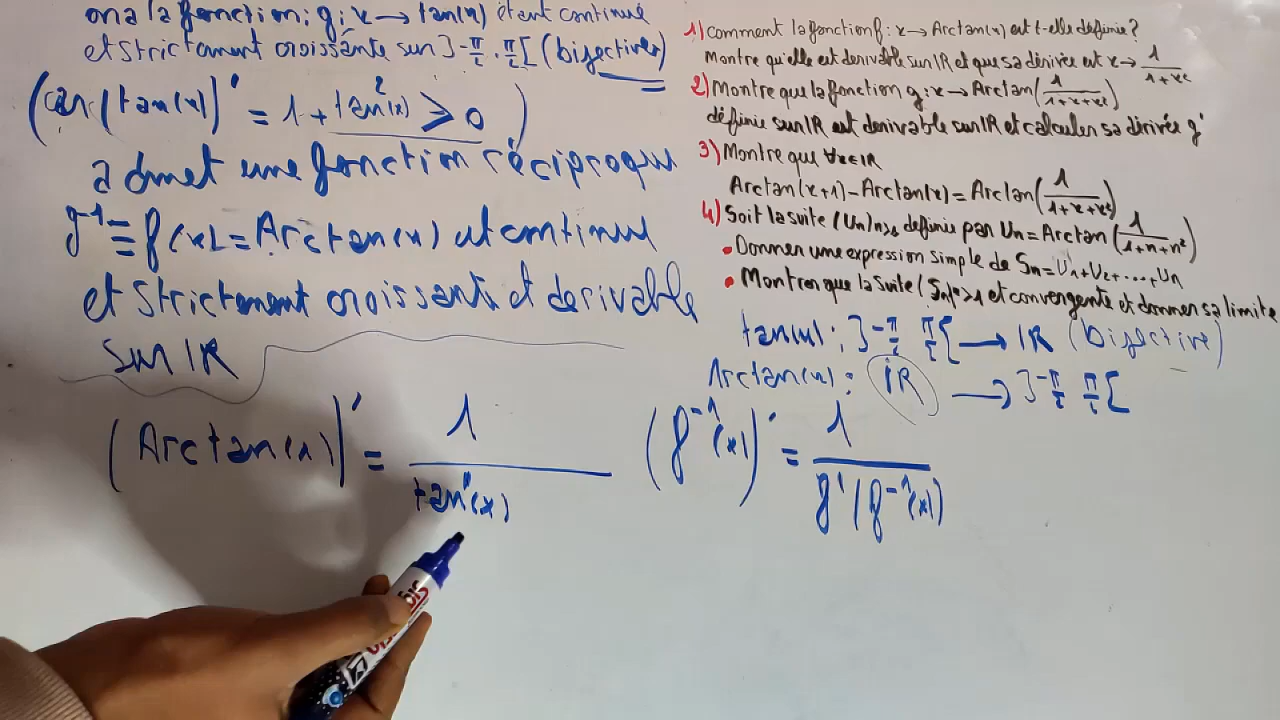 on a la fonction; g: x → tan(x) étant continue
et strictement croissante sur ]-π/2 . π/2[ (bijective)
(car (tan(x))' = 1 + tan²(x) ≥ 0 )
admet une fonction réciproque
g⁻¹ = f(x) = Arctan(x) et continue
et strictement croissante et derivable
sur IR
(Arctan(x))' = 1 / tan'(x)
1) Comment la fonction f: x → Arctan(x) est t-elle définie?
Montre qu'elle est derivable sur IR et que sa dérivée est x → 1/(1+x²)
2) Montre que la fonction g: x → Arctan(1/(1+x+x²))
définie sur IR est derivable sur IR et calculer sa dérivée g'
3) Montre que ∀x∈IR
Arctan(x+1) - Arctan(x) = Arctan(1/(1+x+x²))
4) Soit la suite (Un)n≥1 définie par Un = Arctan(1/(1+n+n²))
• Donner une expression simple de Sn = U1 + U2 + ..., Un
• Montrer que la suite (Sn)n≥1 et convergente et donner sa limite
tan(x) : ]-π/2 π/2[ → IR (bijective)
Arctan(x) : IR → ]-π/2 π/2[
(g⁻¹(x))' = 1 / g'(g⁻¹(x))